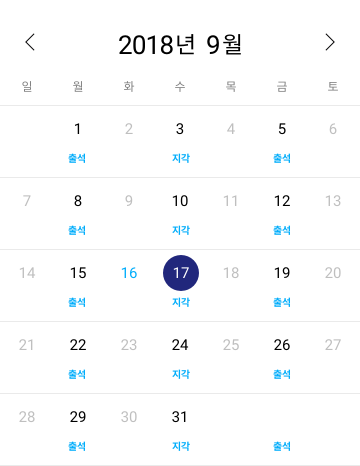 2018년 9월
일 월 화 수 목 금 토
1 2 3 4 5 6
출석 지각 출석
7 8 9 10 11 12 13
출석 지각 출석
14 15 16 17 18 19 20
출석 지각 출석
21 22 23 24 25 26 27
출석 지각 출석
28 29 30 31
출석 지각 출석